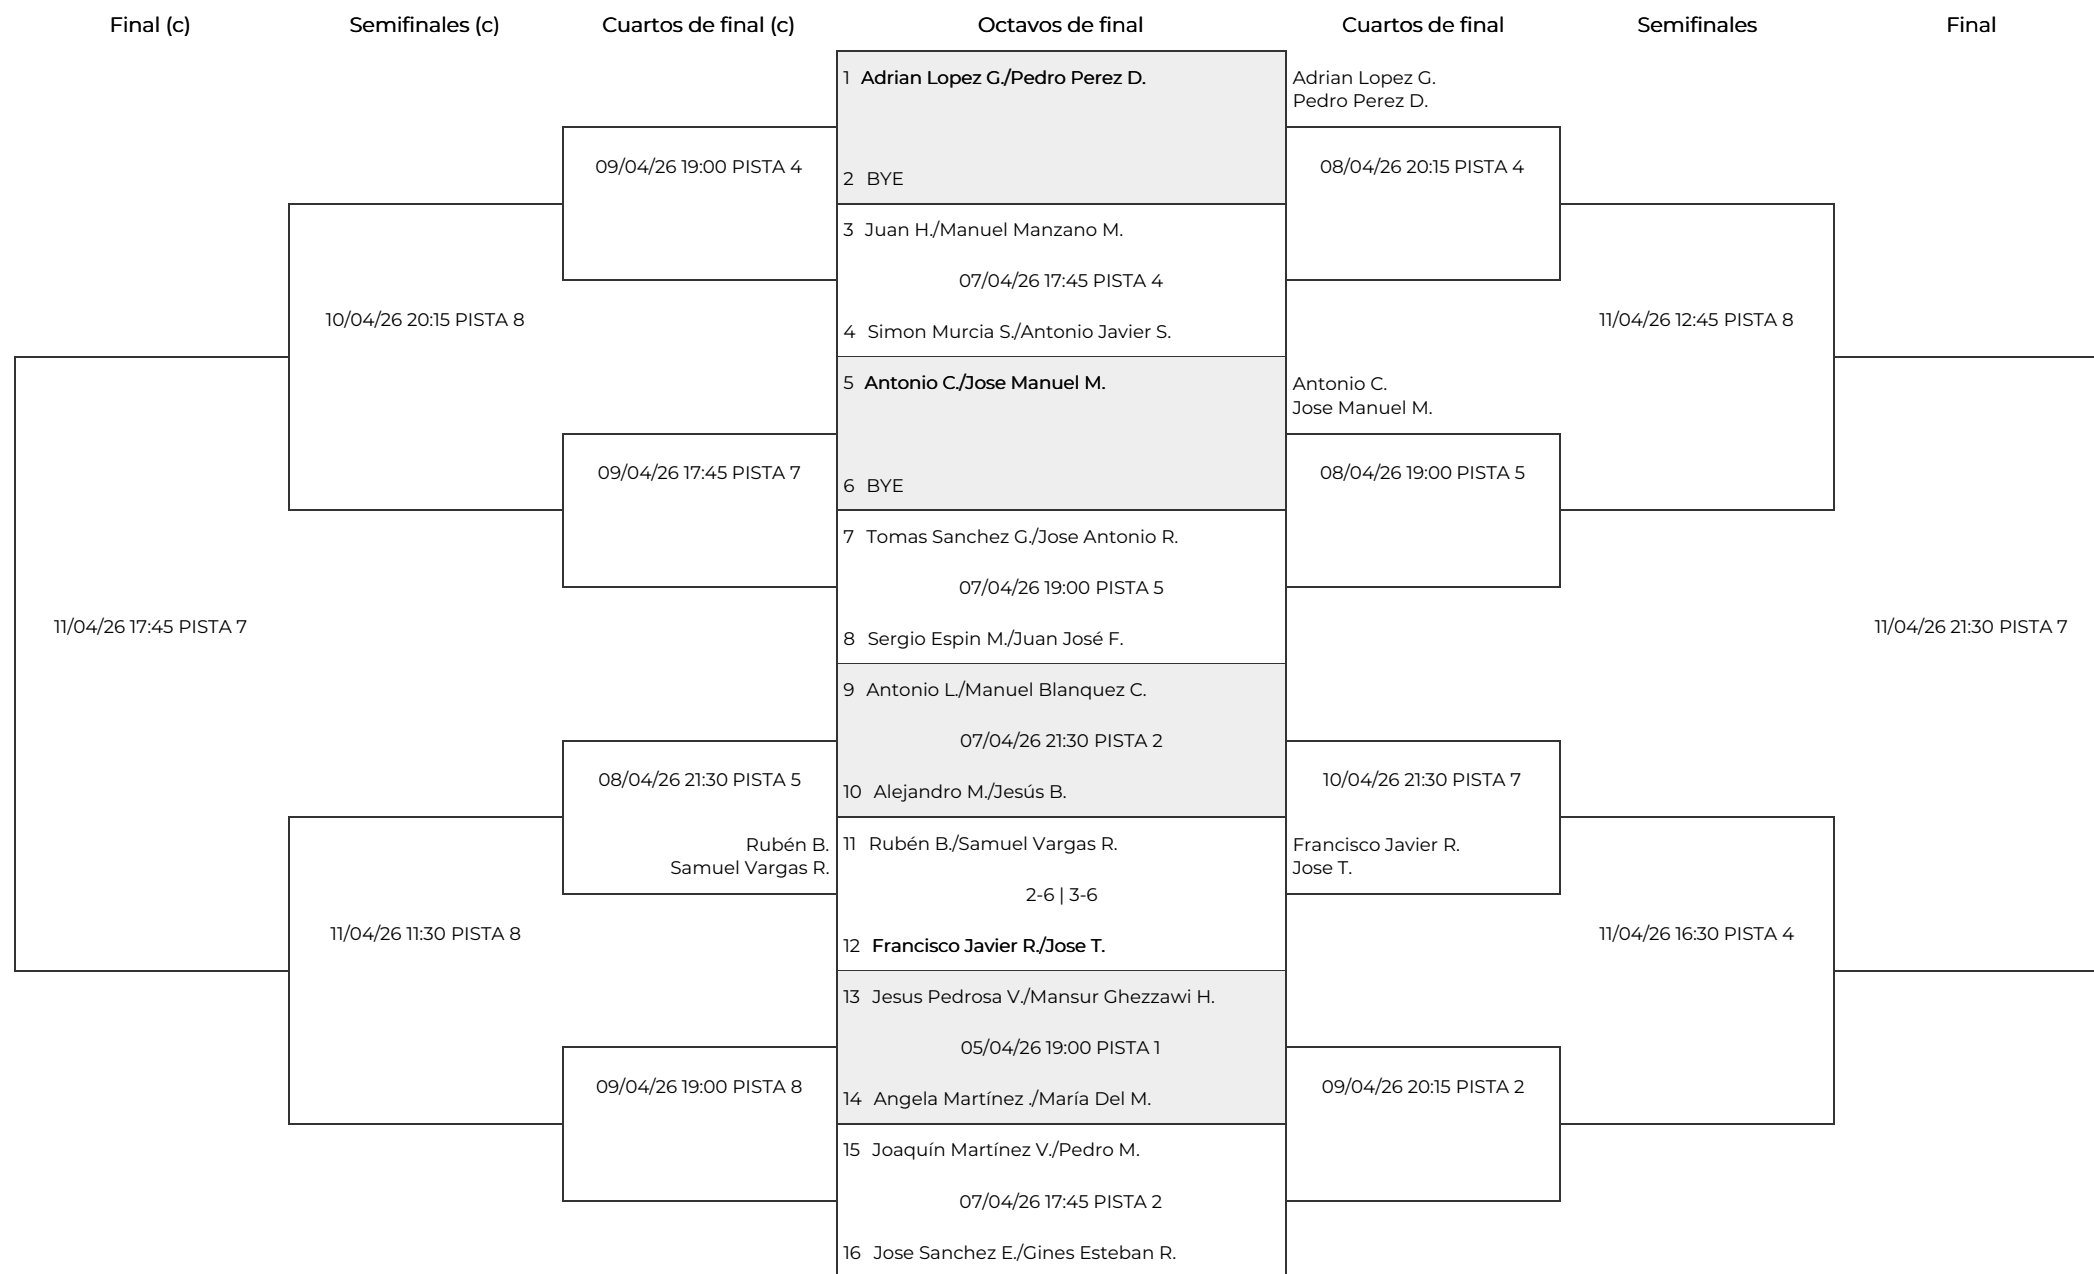 Final (c) Semifinales (c) Cuartos de final (c) Octavos de final Cuartos de final Semifinales Final
1 Adrian Lopez G./Pedro Perez D.
Adrian Lopez G.
Pedro Perez D.
09/04/26 19:00 PISTA 4
08/04/26 20:15 PISTA 4
2 BYE
3 Juan H./Manuel Manzano M.
07/04/26 17:45 PISTA 4
10/04/26 20:15 PISTA 8
11/04/26 12:45 PISTA 8
4 Simon Murcia S./Antonio Javier S.
5 Antonio C./Jose Manuel M.
Antonio C.
Jose Manuel M.
09/04/26 17:45 PISTA 7
08/04/26 19:00 PISTA 5
6 BYE
7 Tomas Sanchez G./Jose Antonio R.
07/04/26 19:00 PISTA 5
11/04/26 17:45 PISTA 7
11/04/26 21:30 PISTA 7
8 Sergio Espin M./Juan José F.
9 Antonio L./Manuel Blanquez C.
07/04/26 21:30 PISTA 2
08/04/26 21:30 PISTA 5
10/04/26 21:30 PISTA 7
10 Alejandro M./Jesús B.
Rubén B.
Samuel Vargas R.
11 Rubén B./Samuel Vargas R.
Francisco Javier R.
Jose T.
2-6 | 3-6
11/04/26 11:30 PISTA 8
11/04/26 16:30 PISTA 4
12 Francisco Javier R./Jose T.
13 Jesus Pedrosa V./Mansur Ghezzawi H.
05/04/26 19:00 PISTA 1
09/04/26 19:00 PISTA 8
09/04/26 20:15 PISTA 2
14 Angela Martínez ./María Del M.
15 Joaquín Martínez V./Pedro M.
07/04/26 17:45 PISTA 2
16 Jose Sanchez E./Gines Esteban R.